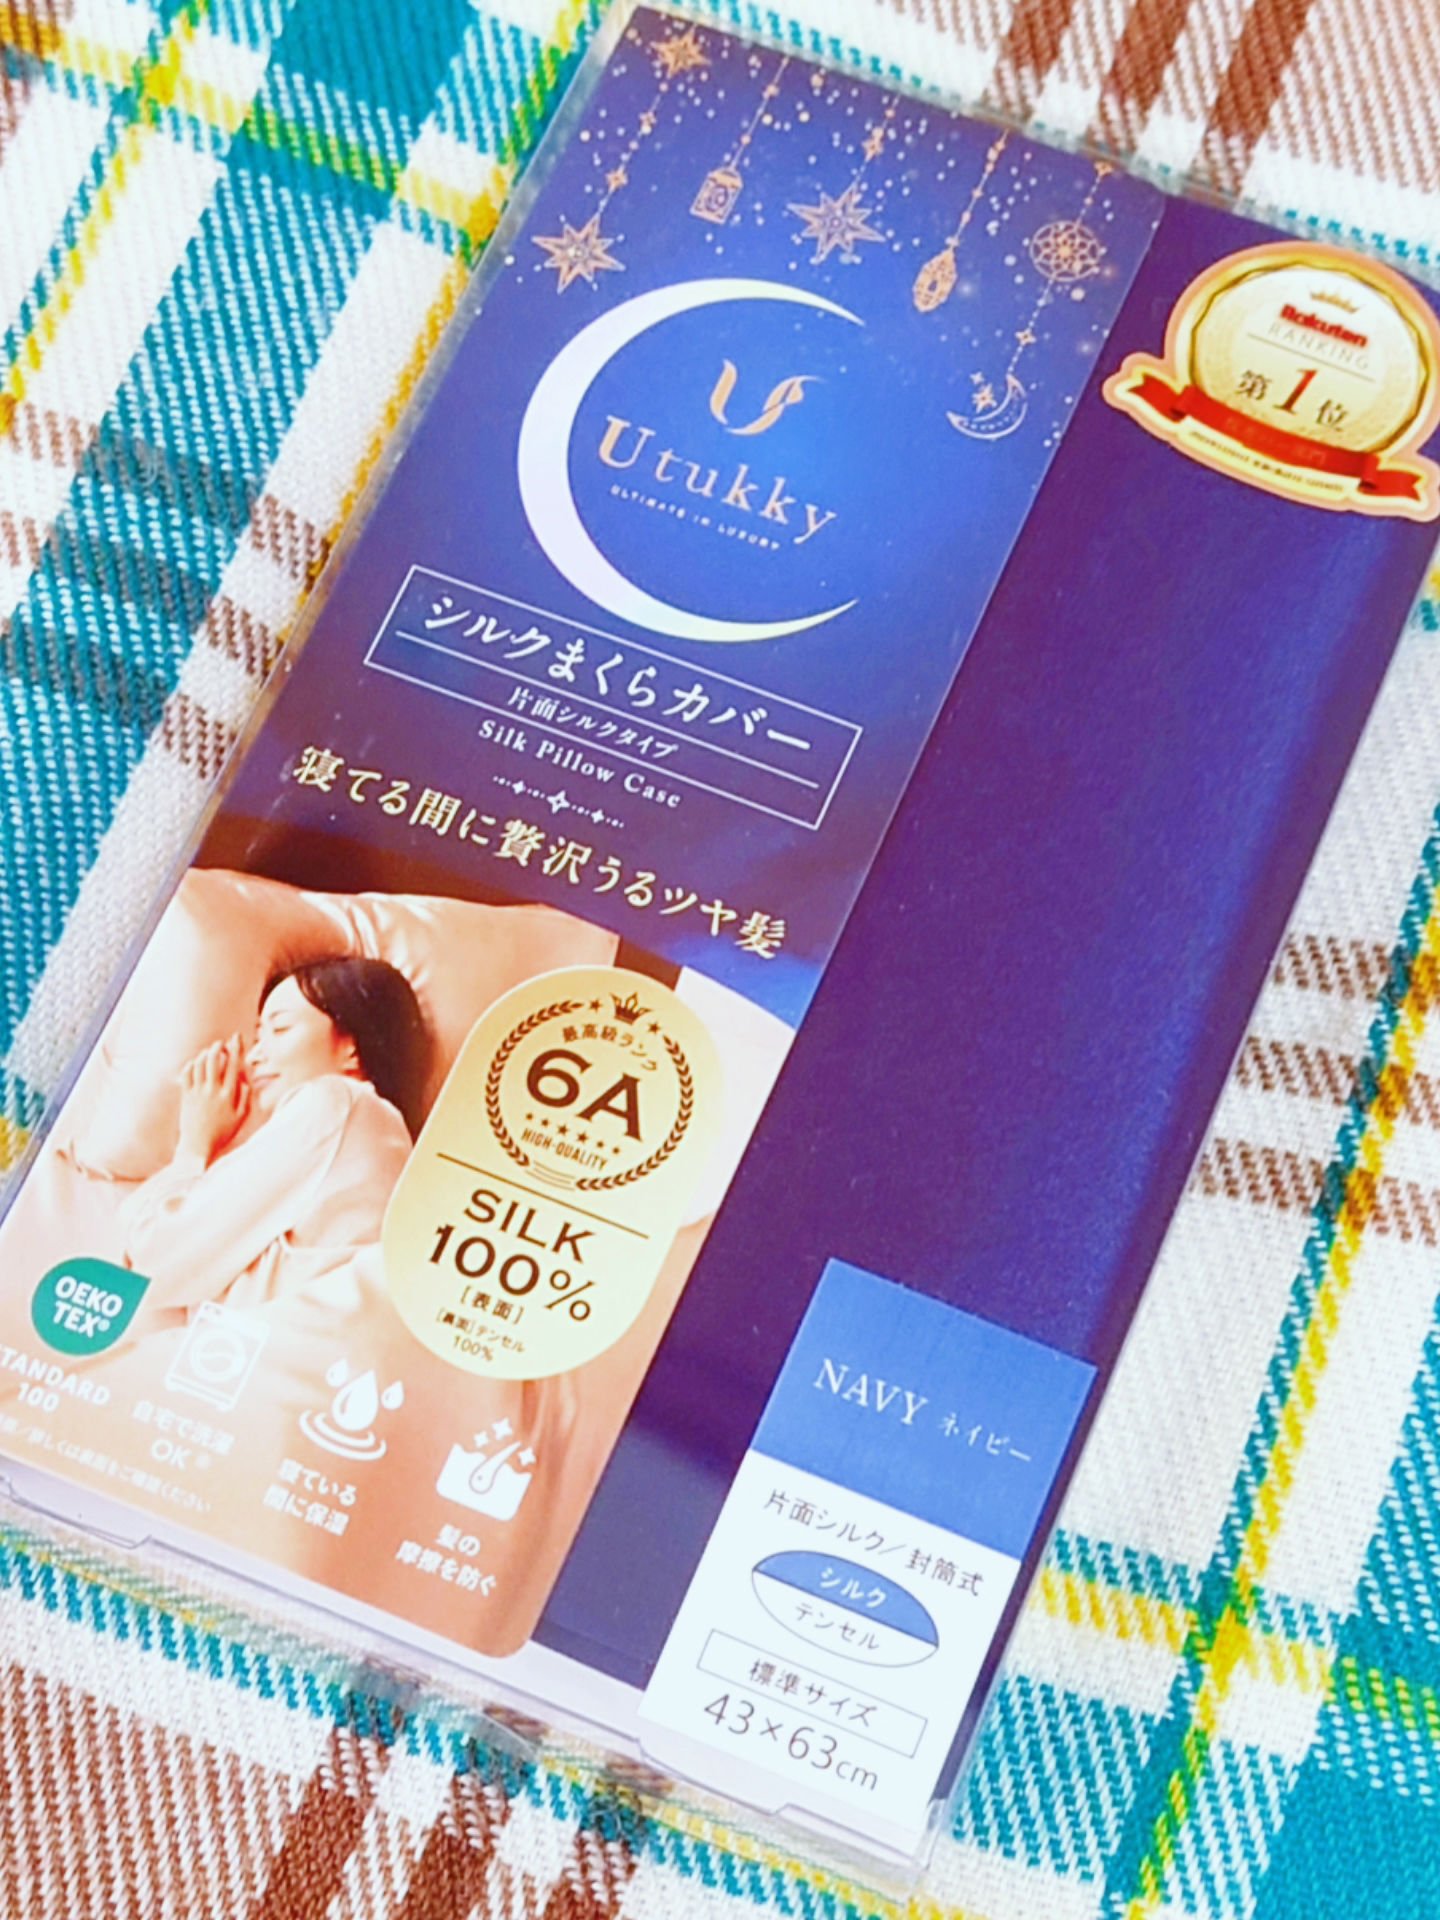 Rakuten
RANKING
第1位
Utukky
ULTIMATE IN LUXURY
シルクまくらカバー
片面シルクタイプ
Silk Pillow Case
寝てる間に贅沢うるツヤ髪
最高級ランク
6A
HIGH-QUALITY
SILK
100%
[表面]
[裏面]テンセル
100%
OEKO
TEX®
STANDARD
100
自宅で洗濯
OK
寝ている
間に保湿
髪の
摩擦を防ぐ
NAVY ネイビー
片面シルク/封筒式
シルク
テンセル
標準サイズ
43×63cm